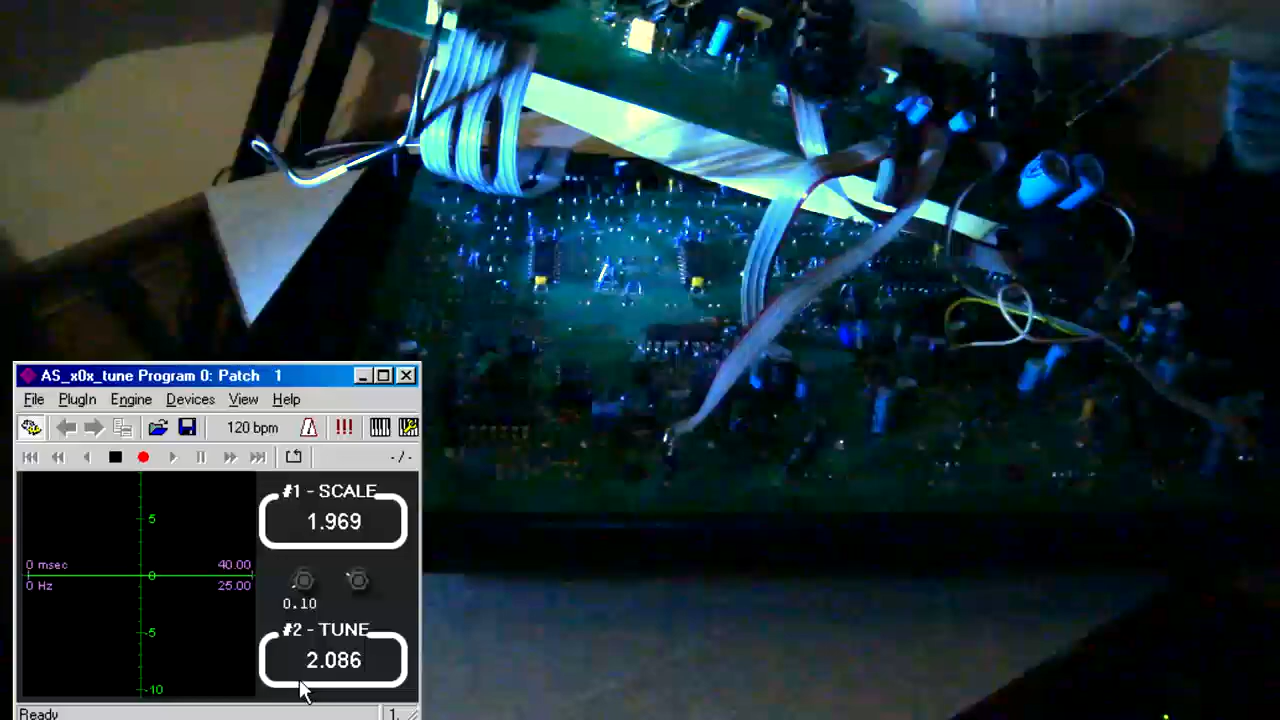 AS_x0x_tune Program 0: Patch 1
File PlugIn Engine Devices View Help
120 bpm !!!
-/-
#1 - SCALE
1.969
5
0 msec 40.00
0
0 Hz 25.00
0.10
#2 - TUNE
-5
2.086
-10
Ready 1.